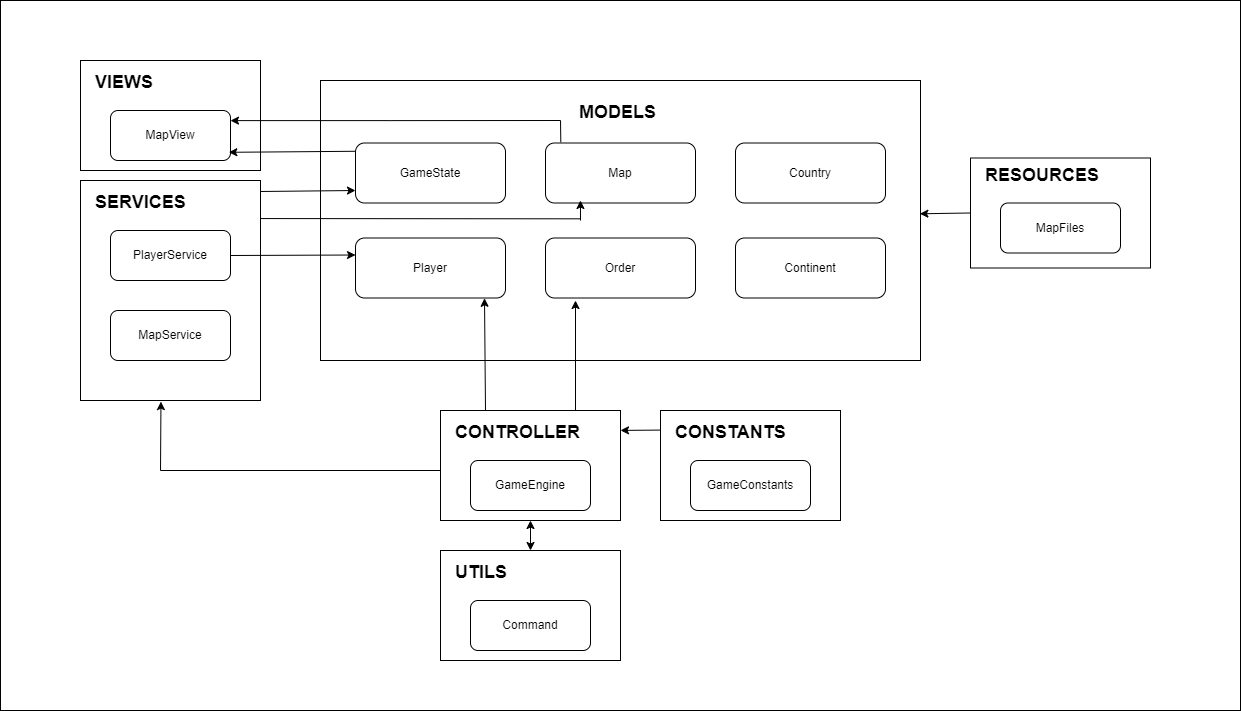 VIEWS
MapView
MODELS
GameState
Map
Country
RESOURCES
MapFiles
SERVICES
PlayerService
MapService
Player
Order
Continent
CONTROLLER
GameEngine
CONSTANTS
GameConstants
UTILS
Command